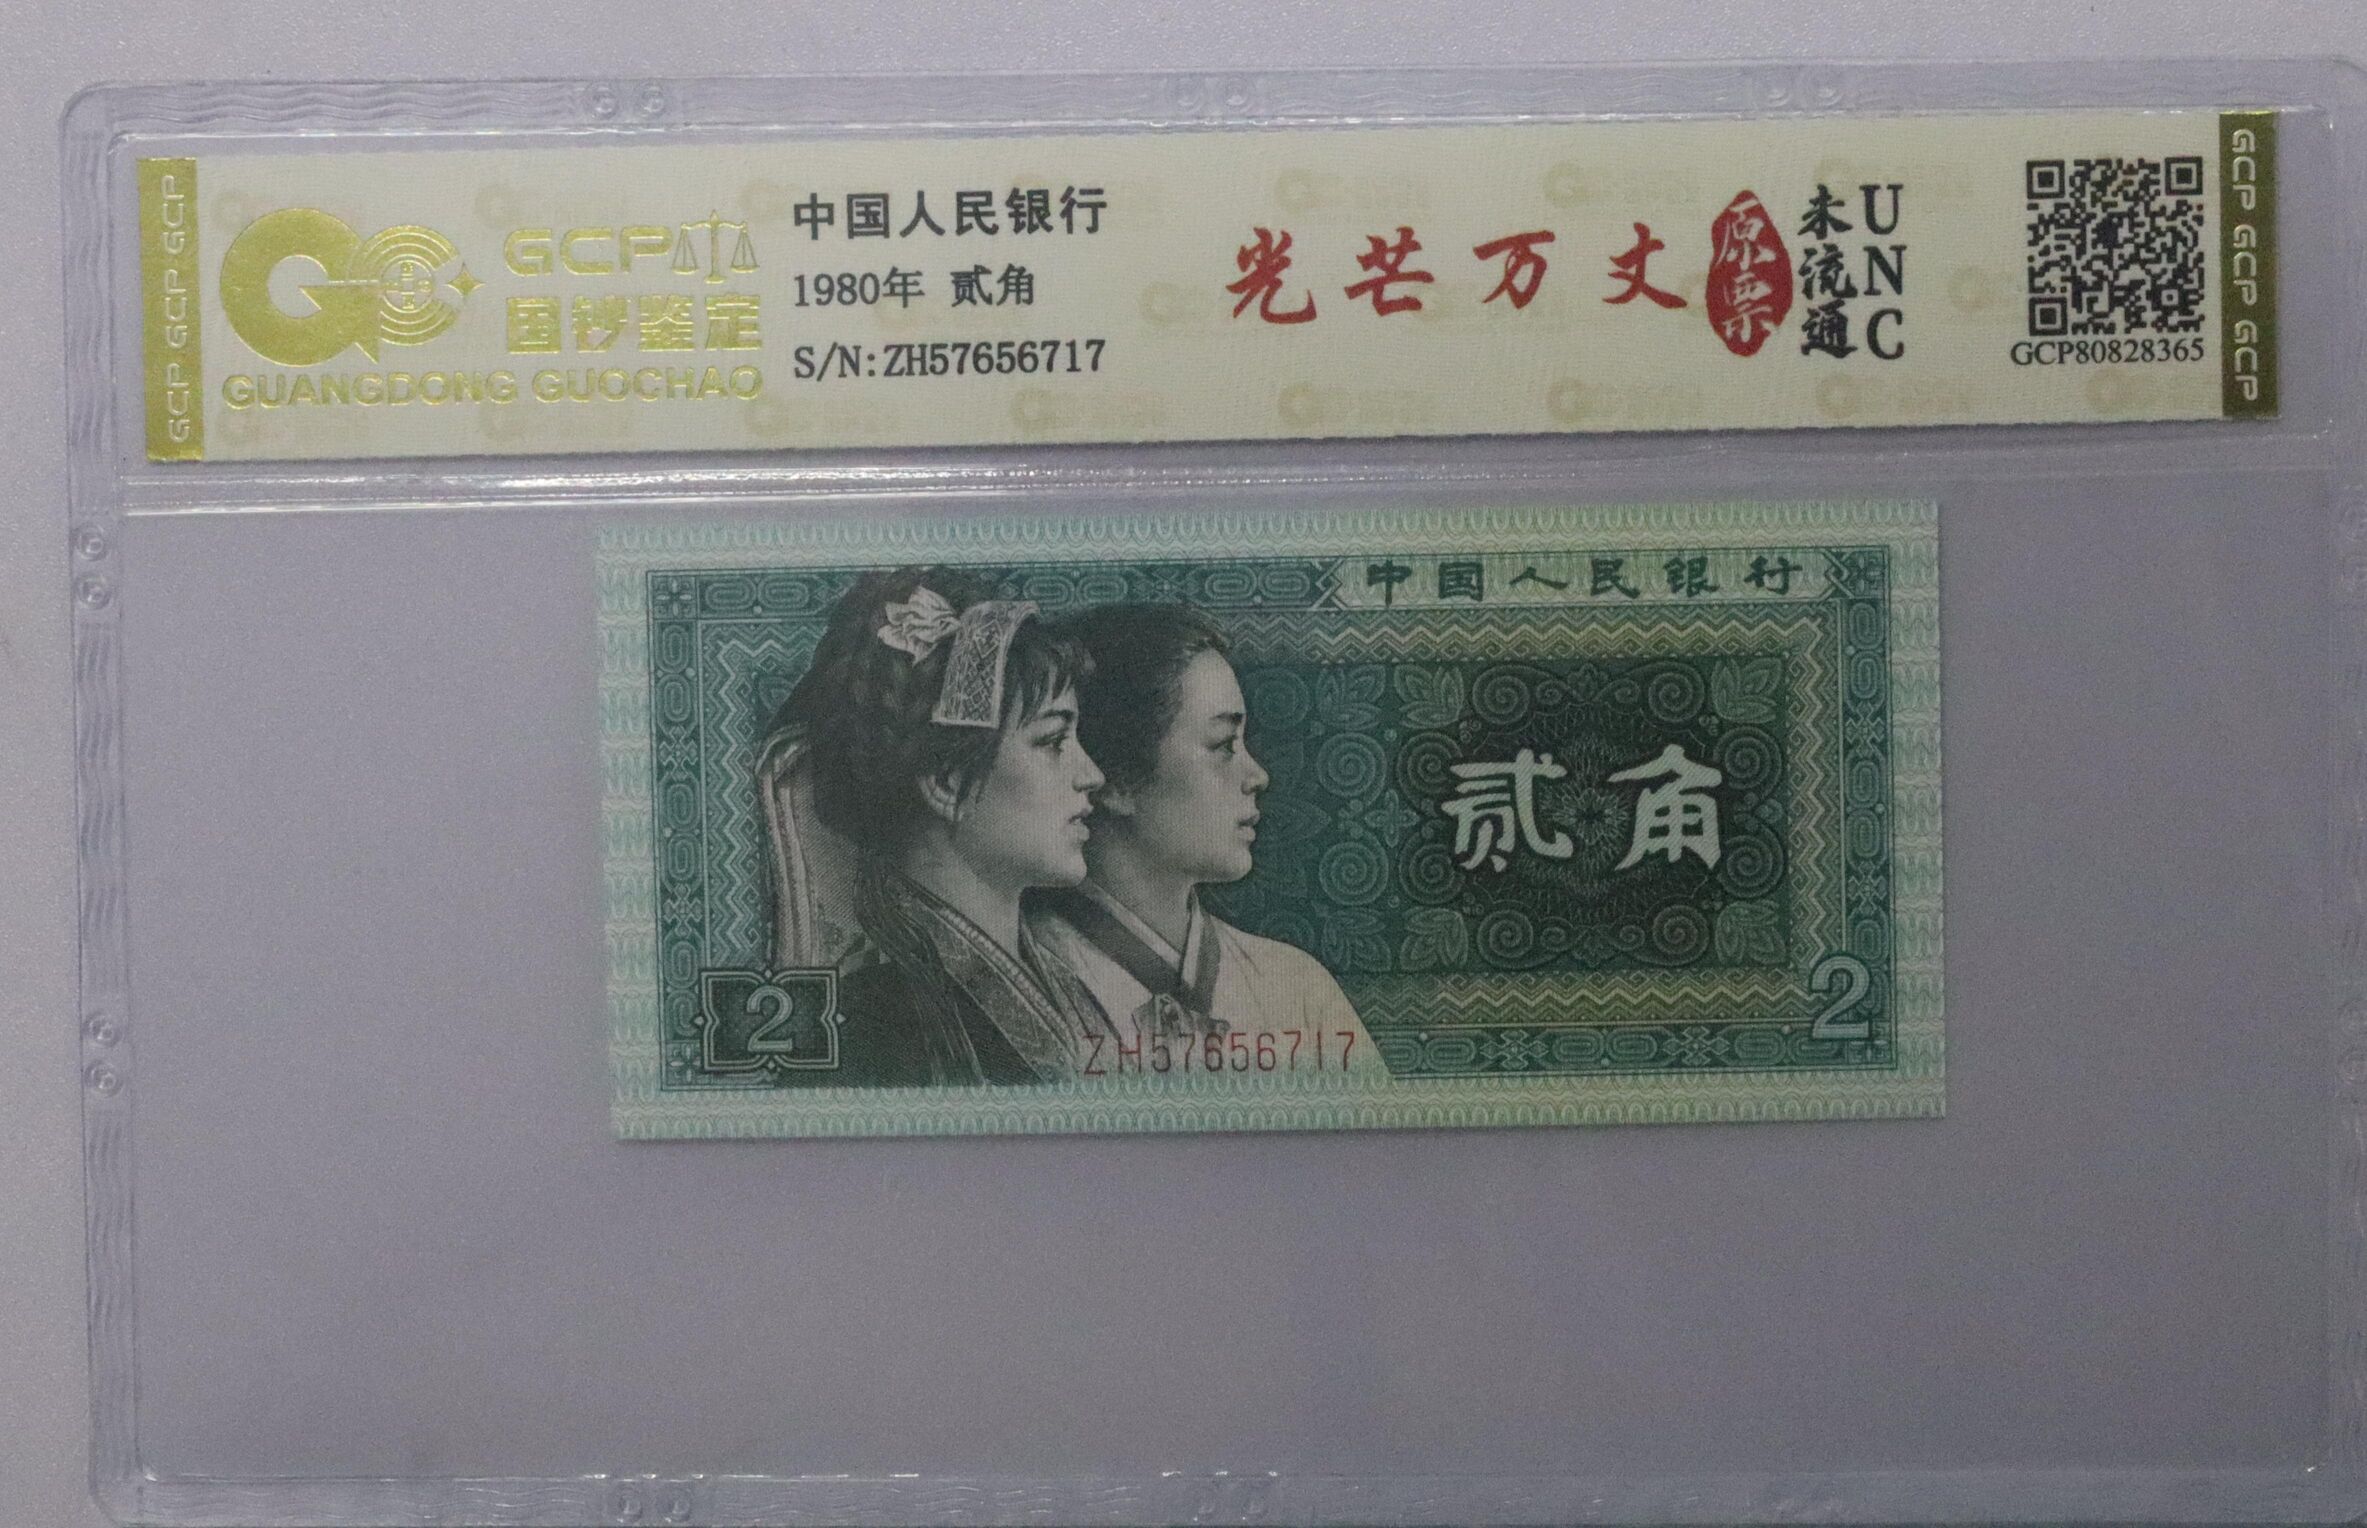 GCP GCP GCP
GCP
国钞鉴定
GUANGDONG GUOCHAO
中国人民银行
1980年 贰角
S/N:ZH57656717
光芒万丈
原票
未流通
UNC
GCP80828365
GCP GCP GCP
中国人民银行
贰角
2
2
ZH57656717